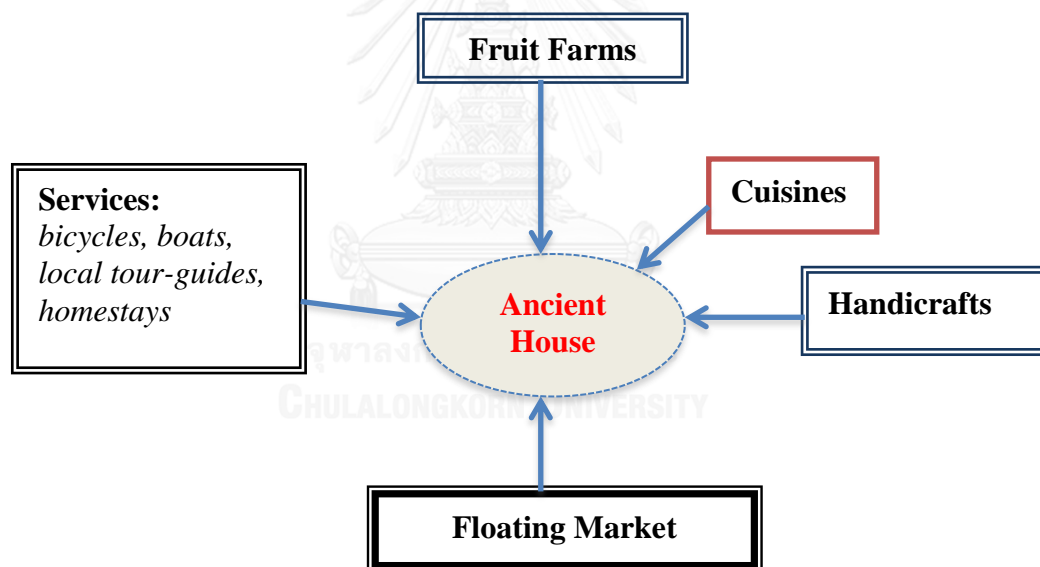 Fruit Farms
Cuisines
Services:
bicycles, boats,
local tour-guides,
homestays
Handicrafts
Ancient
House
CHULALONGKORN UNIVERSITY
Floating Market